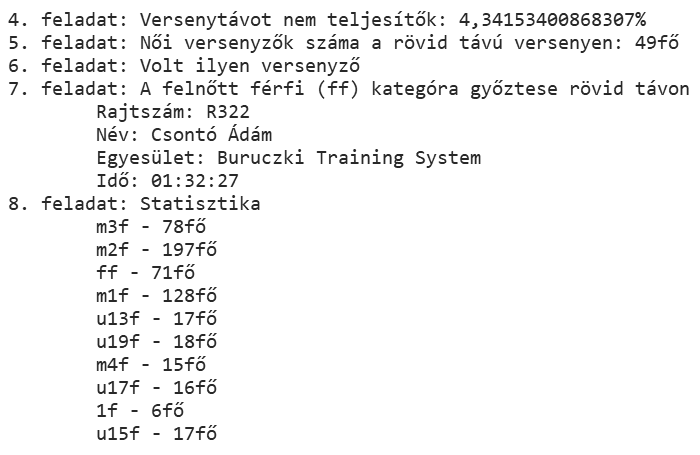 4. feladat: Versenytávot nem teljesítők: 4,34153400868307%
5. feladat: Női versenyzők száma a rövid távú versenyen: 49fő
6. feladat: Volt ilyen versenyző
7. feladat: A felnőtt férfi (ff) kategóra győztese rövid távon
Rajtszám: R322
Név: Csontó Ádám
Egyesület: Buruczki Training System
Idő: 01:32:27
8. feladat: Statisztika
m3f - 78fő
m2f - 197fő
ff - 71fő
m1f - 128fő
u13f - 17fő
u19f - 18fő
m4f - 15fő
u17f - 16fő
1f - 6fő
u15f - 17fő